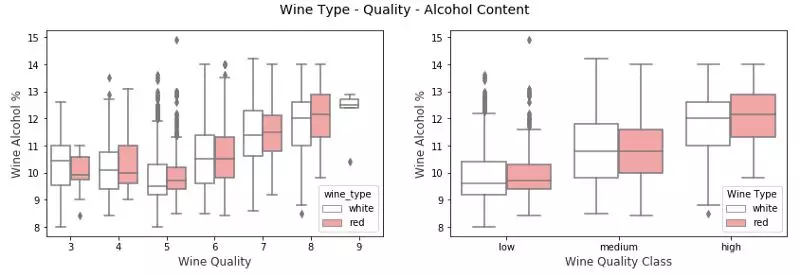 Wine Type - Quality - Alcohol Content
15
14
13
12
11
10
9
8
Wine Alcohol %
3 4 5 6 7 8 9
Wine Quality
wine_type
white
red
15
14
13
12
11
10
9
8
Wine Alcohol %
low medium high
Wine Quality Class
Wine Type
white
red